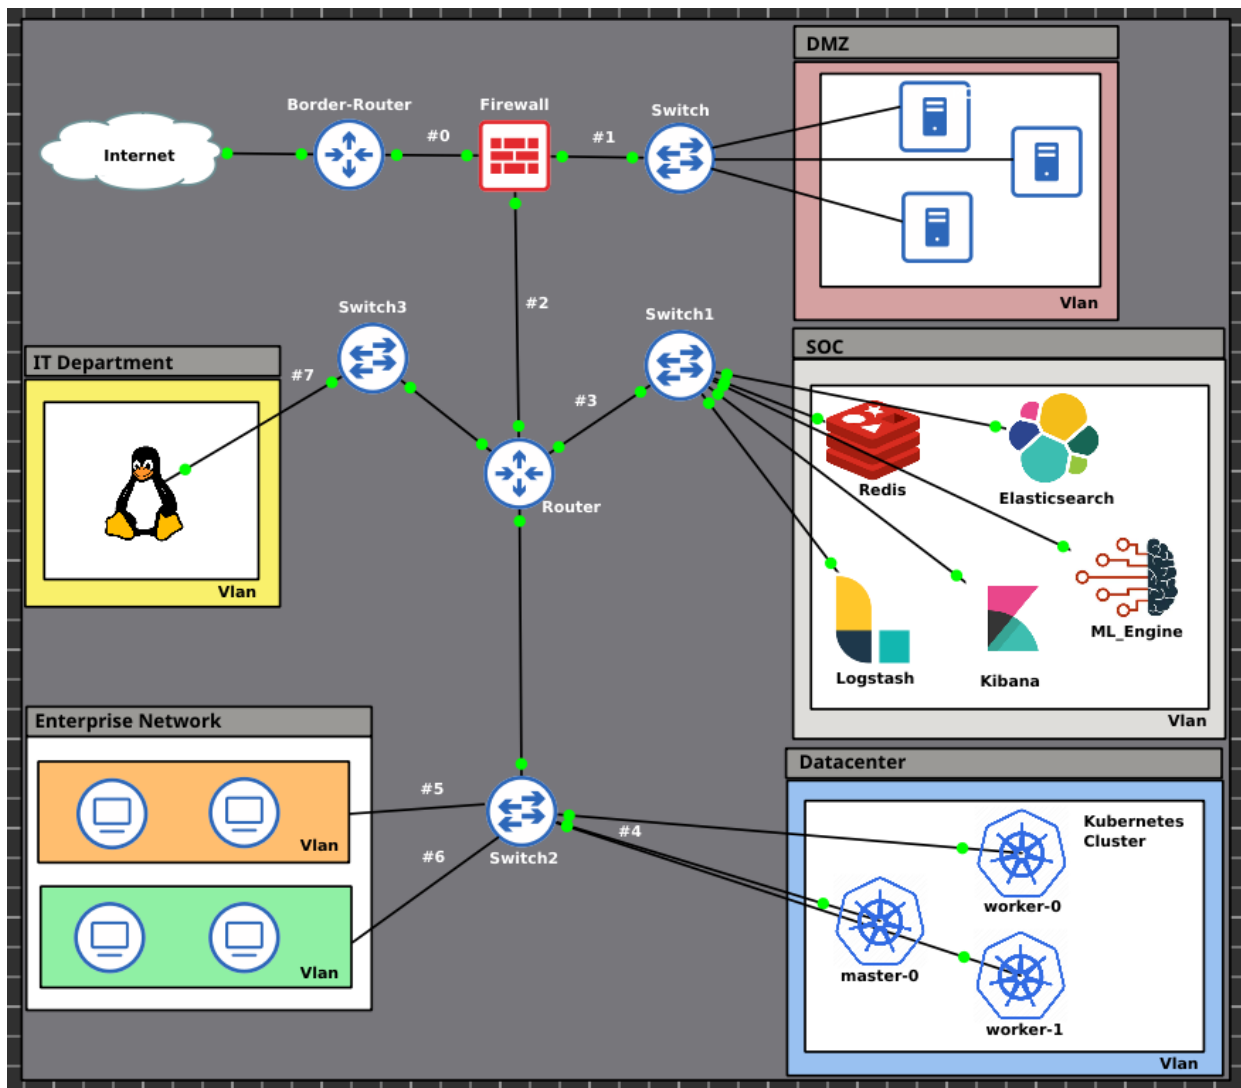 DMZ
Border-Router
Firewall
Switch
#0
#1
Internet
Vlan
#2
Switch3
Switch1
SOC
IT Department
#7
#3
Redis
Elasticsearch
Router
Vlan
ML_Engine
Logstash
Kibana
Vlan
Enterprise Network
Datacenter
#5
#4
Kubernetes
Cluster
Vlan
#6
Switch2
worker-0
Vlan
master-0
worker-1
Vlan